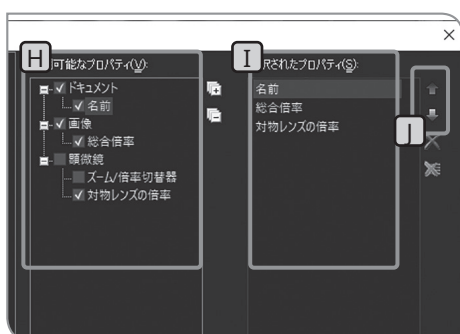 H
可能なプロパティ(V):
ドキュメント
名前
画像
総合倍率
顕微鏡
ズーム/倍率切替器
対物レンズの倍率
I
択されたプロパティ(S):
名前
総合倍率
対物レンズの倍率
J